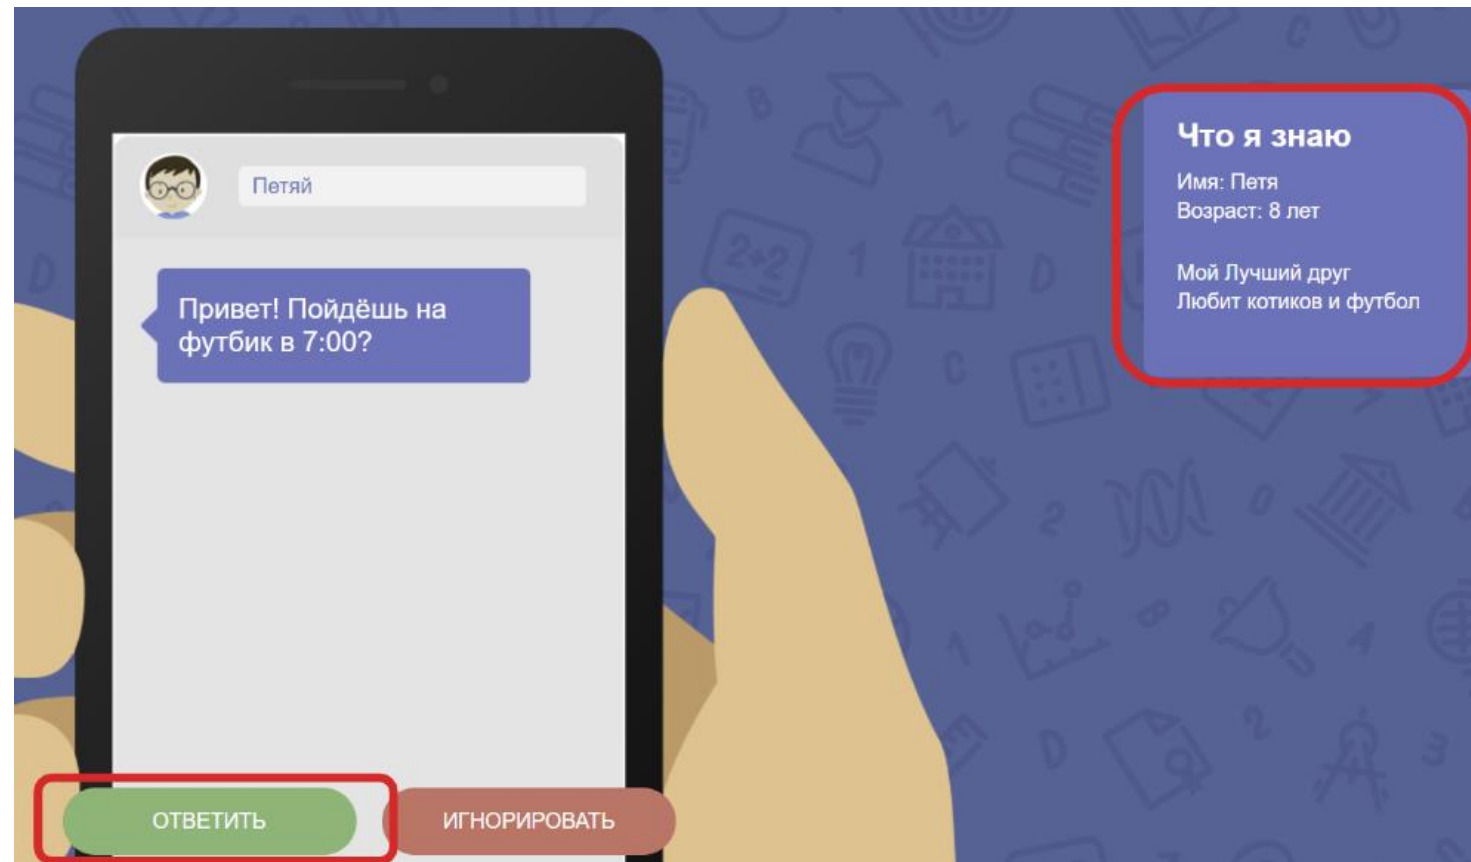 Петяй
Привет! Пойдёшь на
футбик в 7:00?
ОТВЕТИТЬ
ИГНОРИРОВАТЬ
Что я знаю
Имя: Петя
Возраст: 8 лет
Мой Лучший друг
Любит котиков и футбол